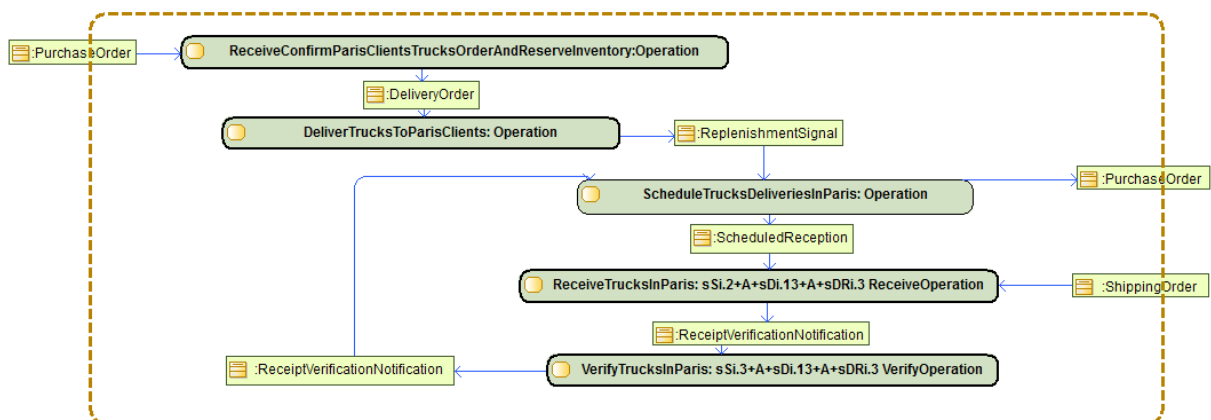 :PurchaseOrder
ReceiveConfirmParisClientsTrucksOrderAndReserveInventory:Operation
:DeliveryOrder
DeliverTrucksToParisClients: Operation
:ReplenishmentSignal
ScheduleTrucksDeliveriesInParis: Operation
:PurchaseOrder
:ScheduledReception
ReceiveTrucksInParis: sSi.2+A+sDi.13+A+sDRi.3 ReceiveOperation
:ShippingOrder
:ReceiptVerificationNotification
:ReceiptVerificationNotification
VerifyTrucksInParis: sSi.3+A+sDi.13+A+sDRi.3 VerifyOperation